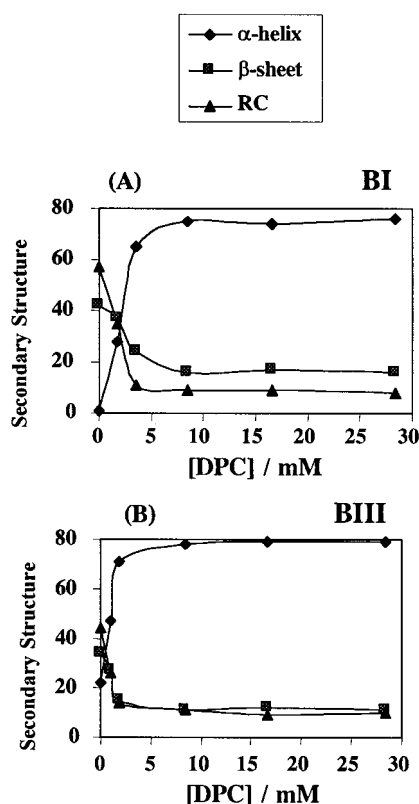 α-helix
β-sheet
RC
(A) BI
Secondary Structure
80
60
40
20
0
0 5 10 15 20 25 30
[DPC] / mM
(B) BIII
Secondary Structure
80
60
40
20
0
0 5 10 15 20 25 30
[DPC] / mM